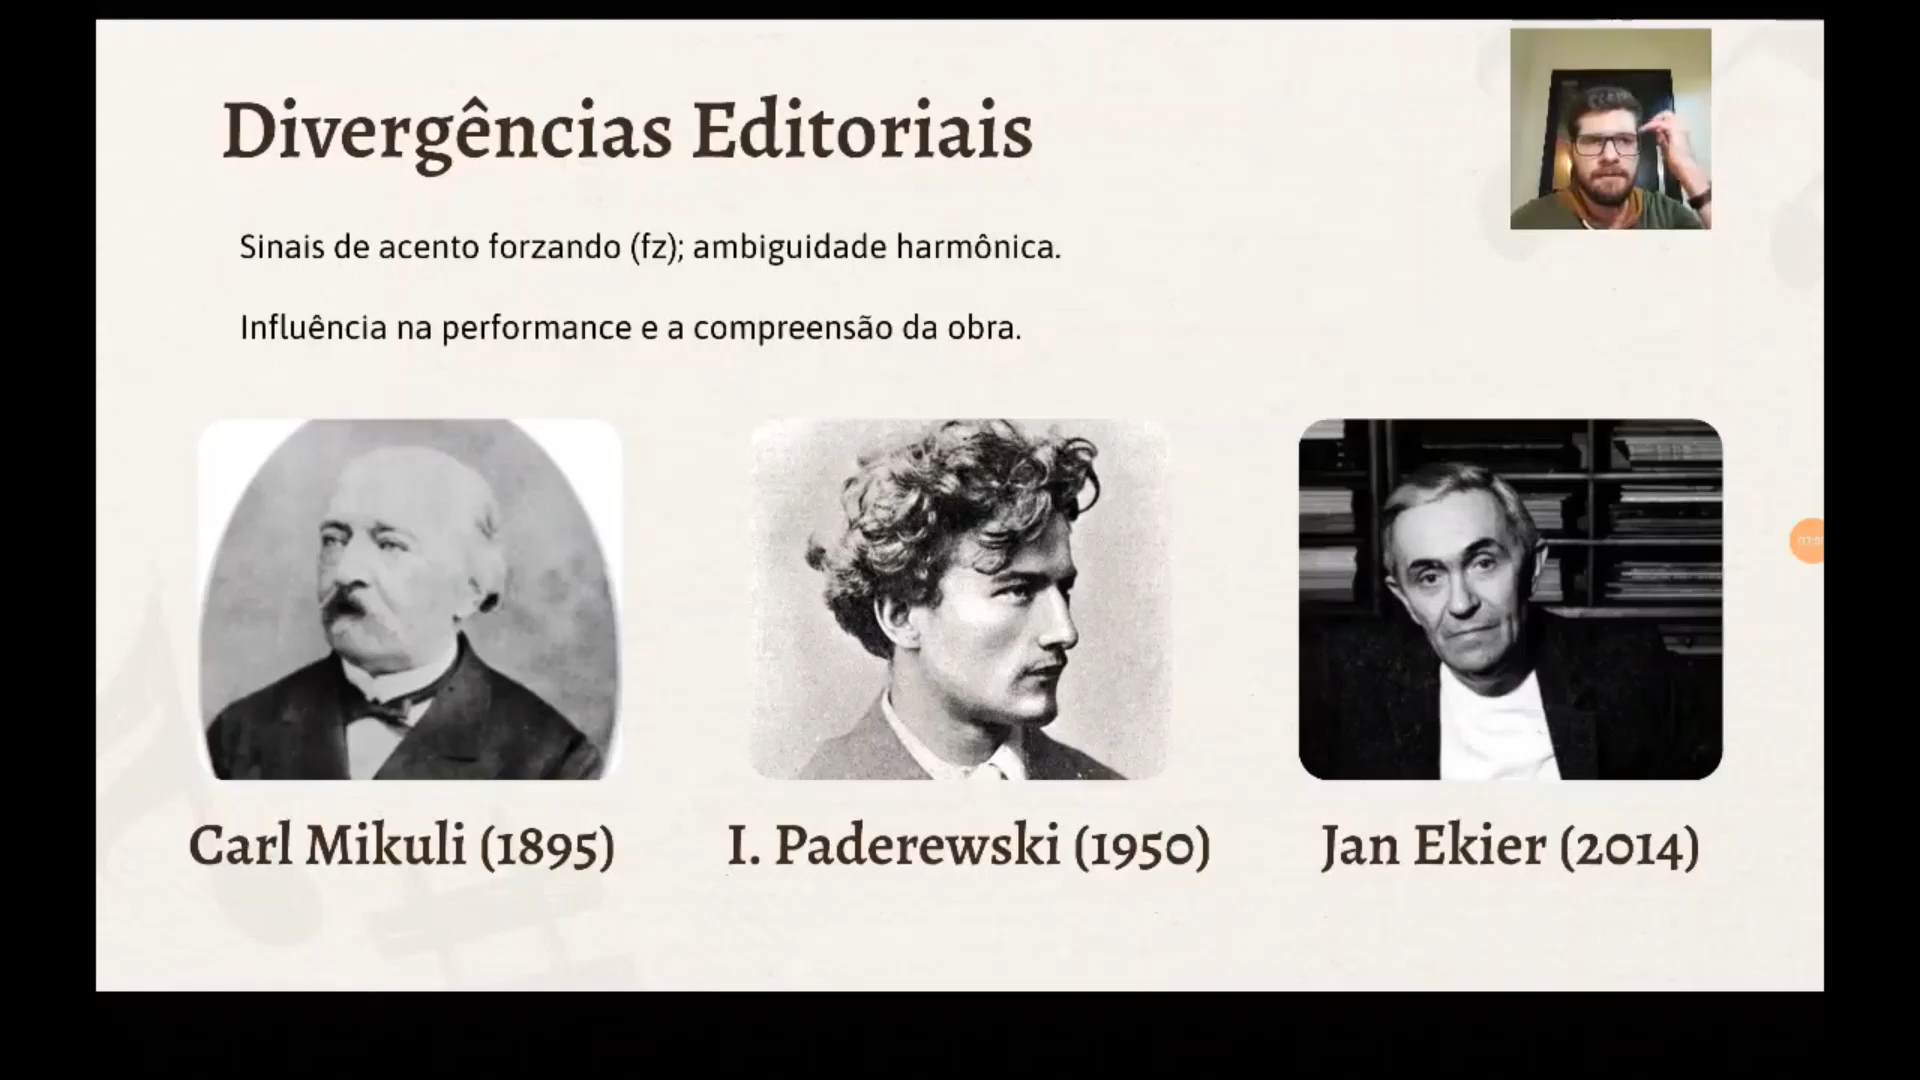 Divergências Editoriais
Sinais de acento forzando (fz); ambiguidade harmônica.
Influência na performance e a compreensão da obra.
Carl Mikuli (1895)
I. Paderewski (1950)
Jan Ekier (2014)